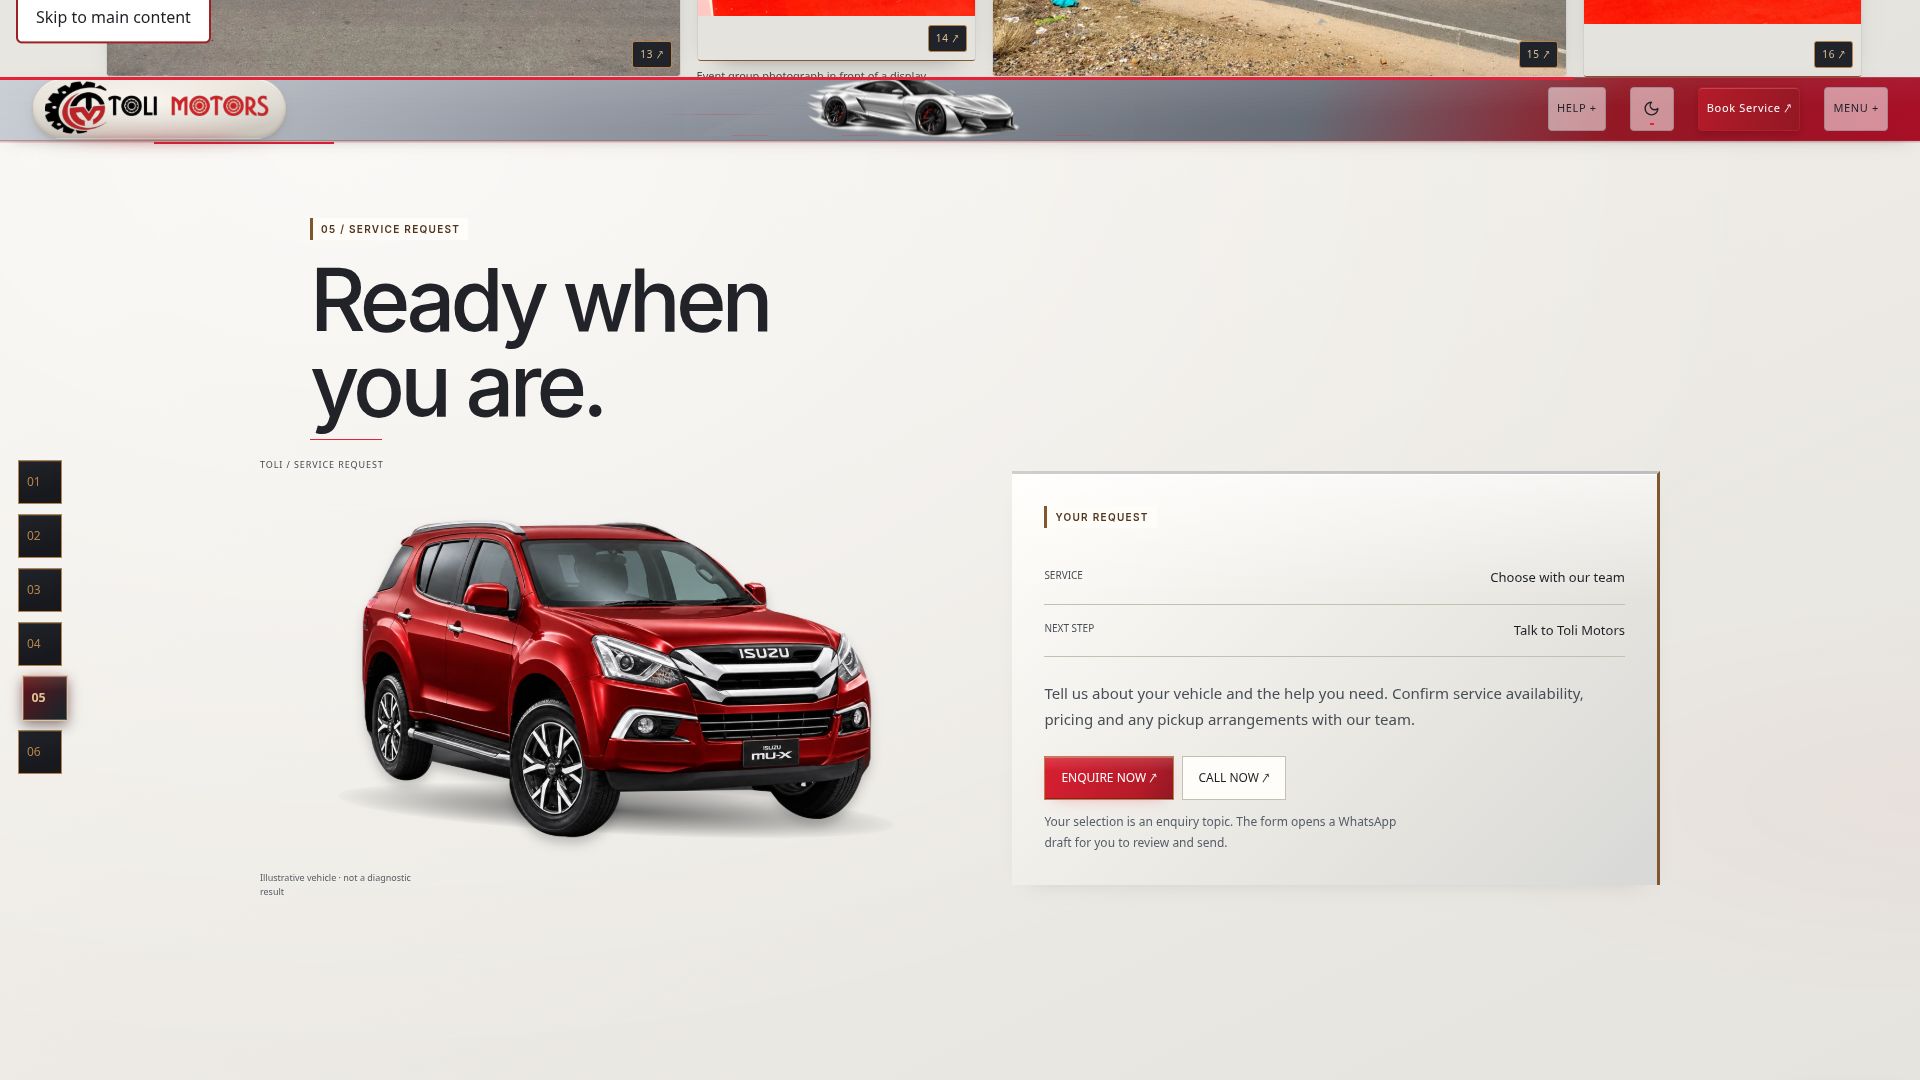 Skip to main content
13 ↗
14 ↗
15 ↗
16 ↗
TOLI MOTORS
HELP +
Book Service ↗
MENU +
05 / SERVICE REQUEST
Ready when
you are.
TOLI / SERVICE REQUEST
01
02
03
04
05
06
ISUZU
ISUZU
mu-X
Illustrative vehicle · not a diagnostic
result
YOUR REQUEST
SERVICE
Choose with our team
NEXT STEP
Talk to Toli Motors
Tell us about your vehicle and the help you need. Confirm service availability,
pricing and any pickup arrangements with our team.
ENQUIRE NOW ↗
CALL NOW ↗
Your selection is an enquiry topic. The form opens a WhatsApp
draft for you to review and send.